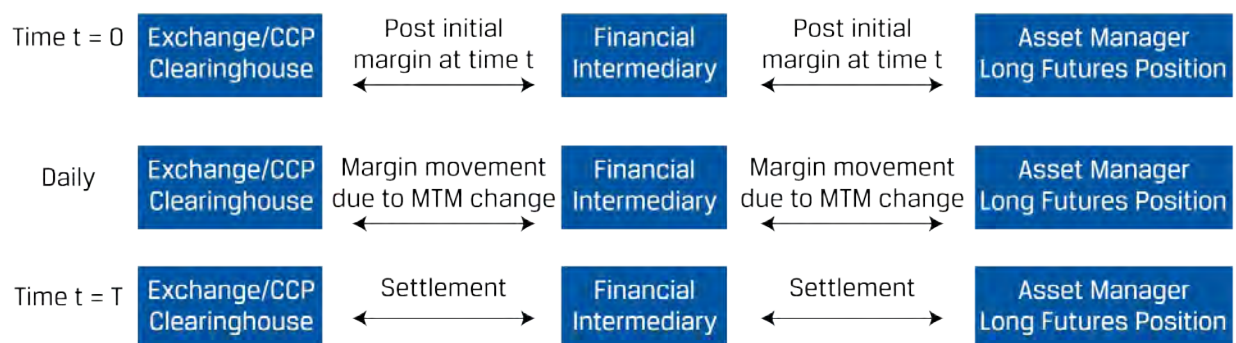 Time t = 0
Exchange/CCP
Clearinghouse
Post initial
margin at time t
Financial
Intermediary
Post initial
margin at time t
Asset Manager
Long Futures Position
Daily
Exchange/CCP
Clearinghouse
Margin movement
due to MTM change
Financial
Intermediary
Margin movement
due to MTM change
Asset Manager
Long Futures Position
Time t = T
Exchange/CCP
Clearinghouse
Settlement
Financial
Intermediary
Settlement
Asset Manager
Long Futures Position